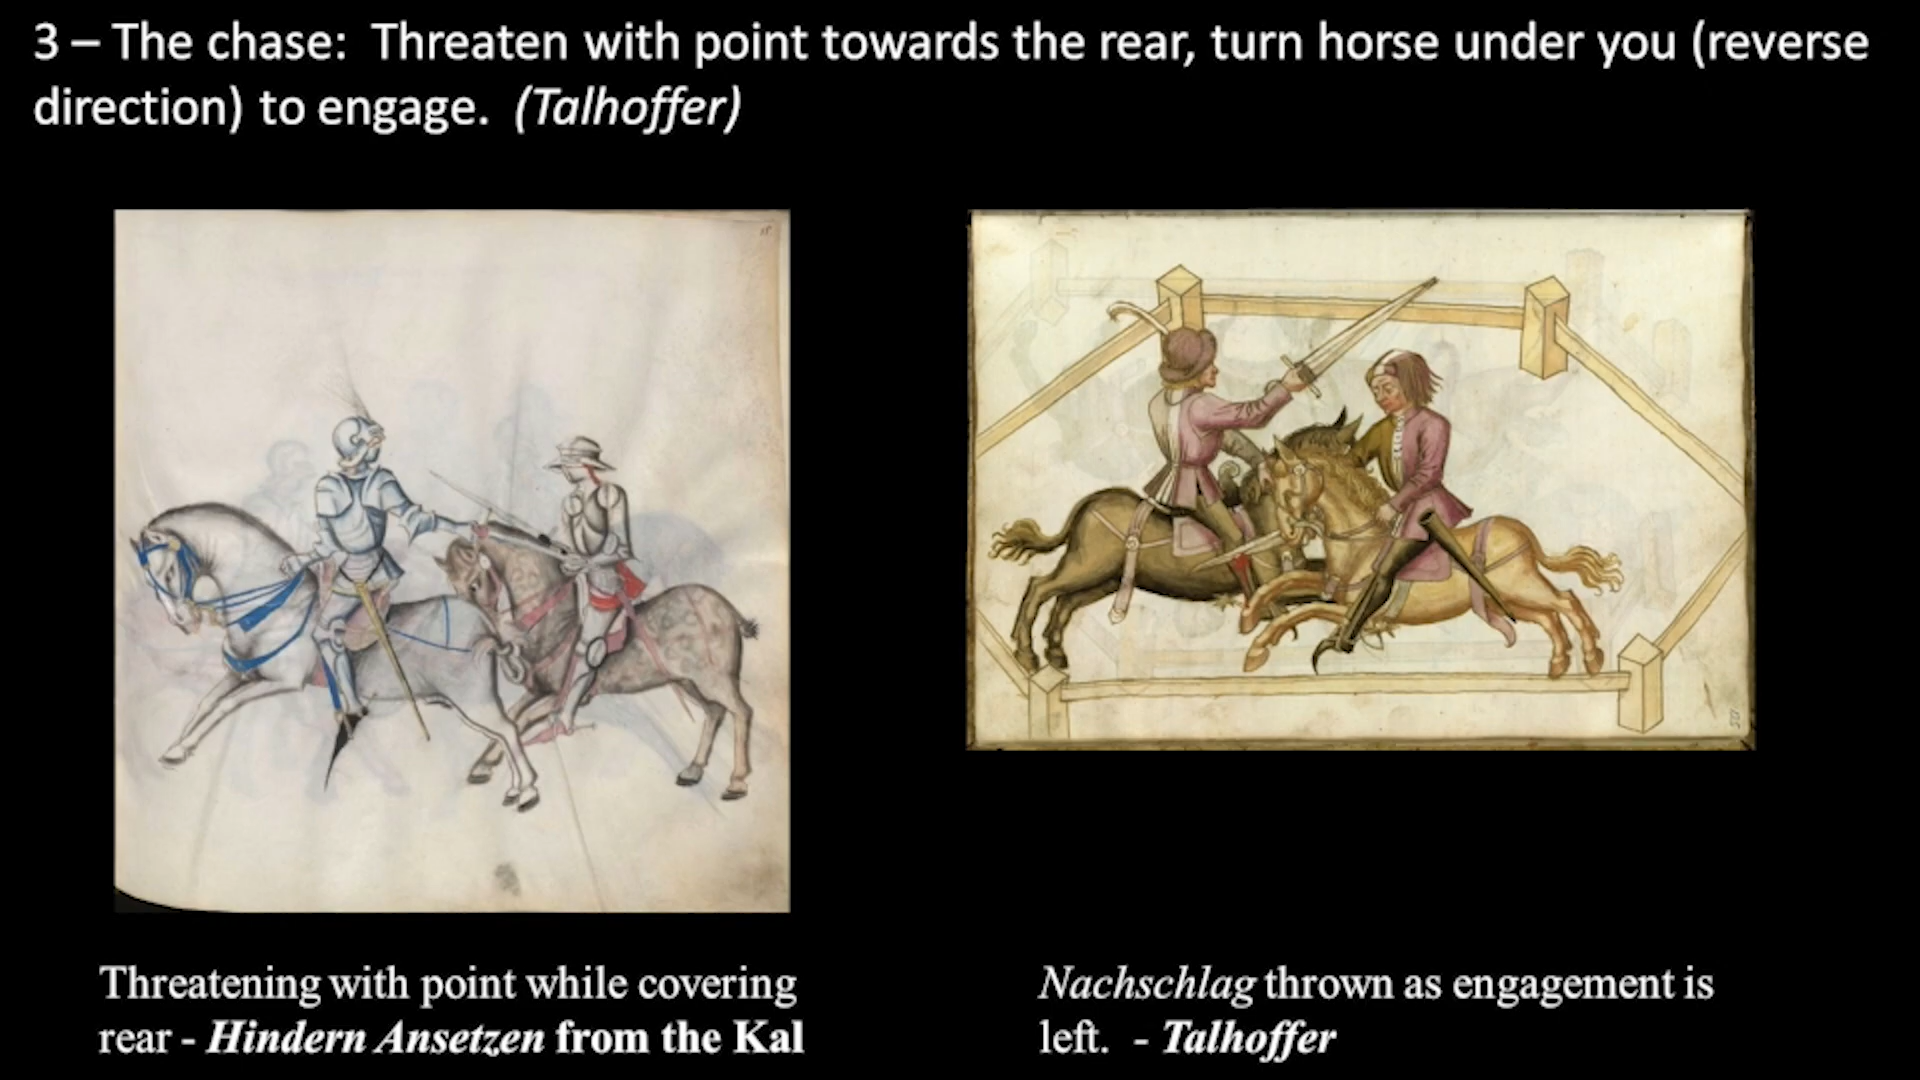 3 – The chase:  Threaten with point towards the rear, turn horse under you (reverse
direction) to engage.  (Talhoffer)
Threatening with point while covering
rear - Hindern Ansetzen from the Kal
Nachschlag thrown as engagement is
left.  - Talhoffer